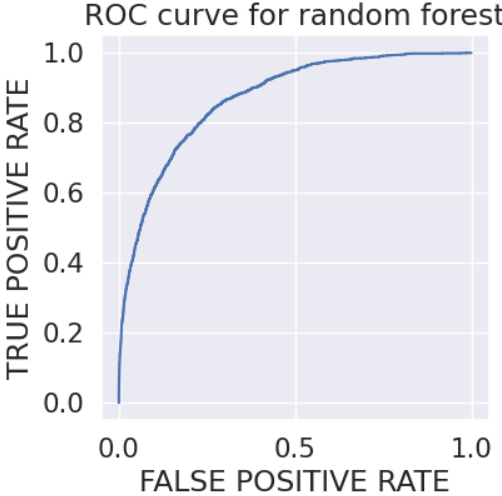 ROC curve for random forest
TRUE POSITIVE RATE
1.0
0.8
0.6
0.4
0.2
0.0
0.0 0.5 1.0
FALSE POSITIVE RATE